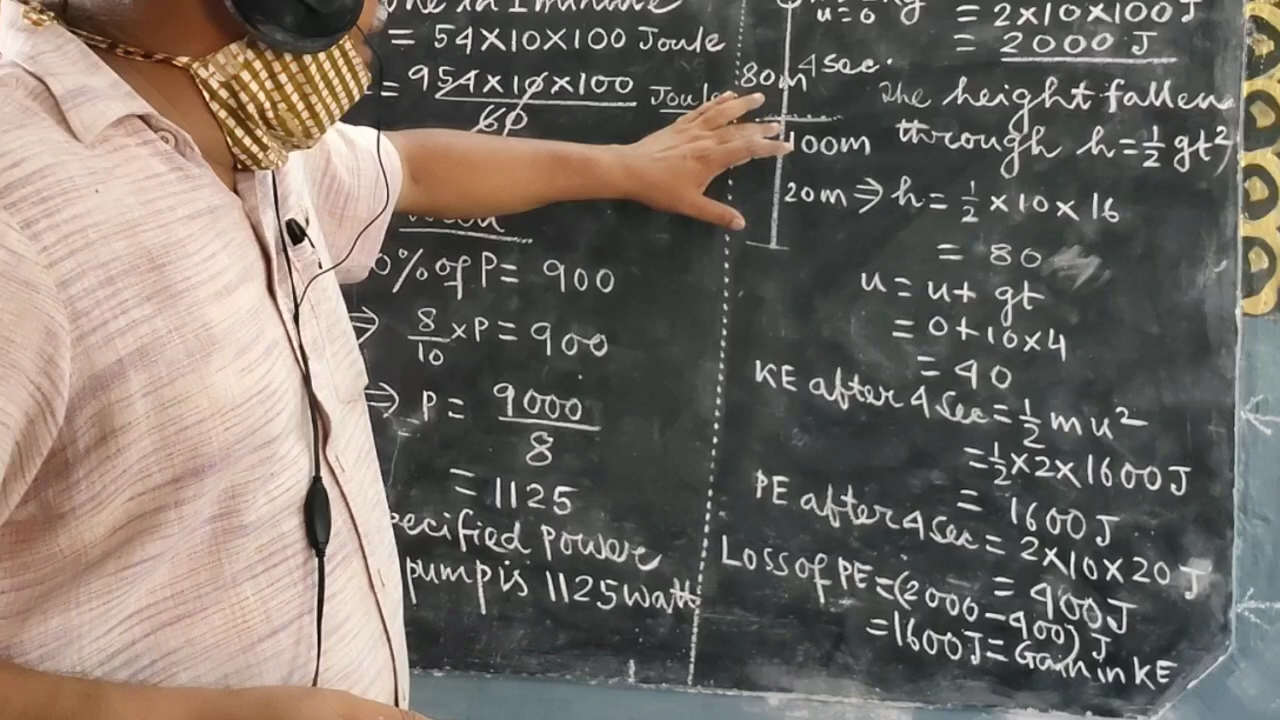 = 54×10×100 Joule
= 954×10×100 Joule
60
0% of P = 900
⇒ 8/10 ×P = 900
⇒ P = 9000
8
= 1125
pecified Power
pump is 1125 watt
u=0
= 2×10×100 J
= 2000 J
80m 4 sec.
100m
20m
The height fallen
through h = 1/2 gt²
⇒ h = 1/2 ×10×16
= 80
u = u+ gt
= 0+10×4
= 40
KE after 4 Sec = 1/2 mu²
= 1/2 ×2×1600 J
= 1600 J
PE after 4 sec = 2×10×20 J
= 400 J
Loss of PE = (2000 - 400) J
= 1600 J = Gain in KE